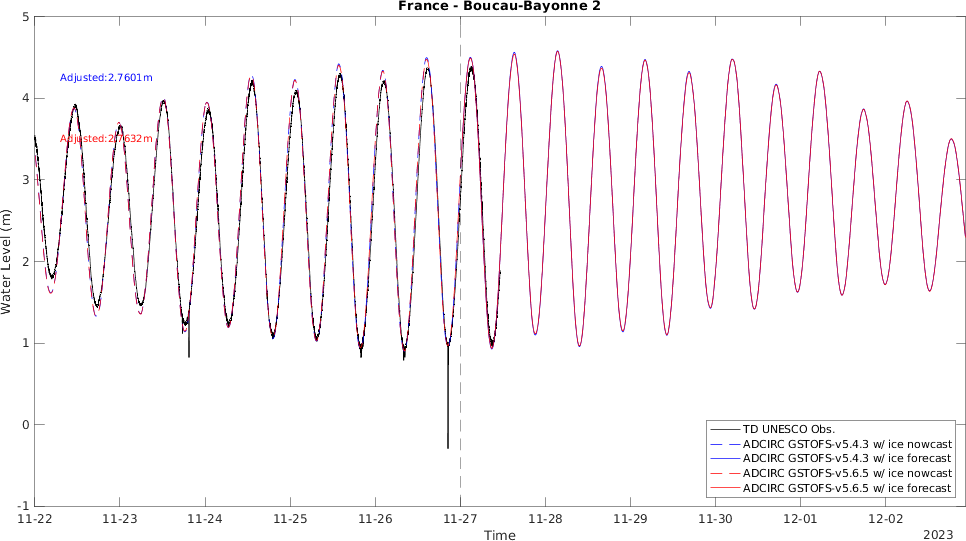 France - Boucau-Bayonne 2
5
4
3
2
1
0
-1
Water Level (m)
Adjusted:2.7601m
Adjusted:2.7632m
TD UNESCO Obs.
ADCIRC GSTOFS-v5.4.3 w/ ice nowcast
ADCIRC GSTOFS-v5.4.3 w/ ice forecast
ADCIRC GSTOFS-v5.6.5 w/ ice nowcast
ADCIRC GSTOFS-v5.6.5 w/ ice forecast
11-22 11-23 11-24 11-25 11-26 11-27 11-28 11-29 11-30 12-01 12-02
Time
2023